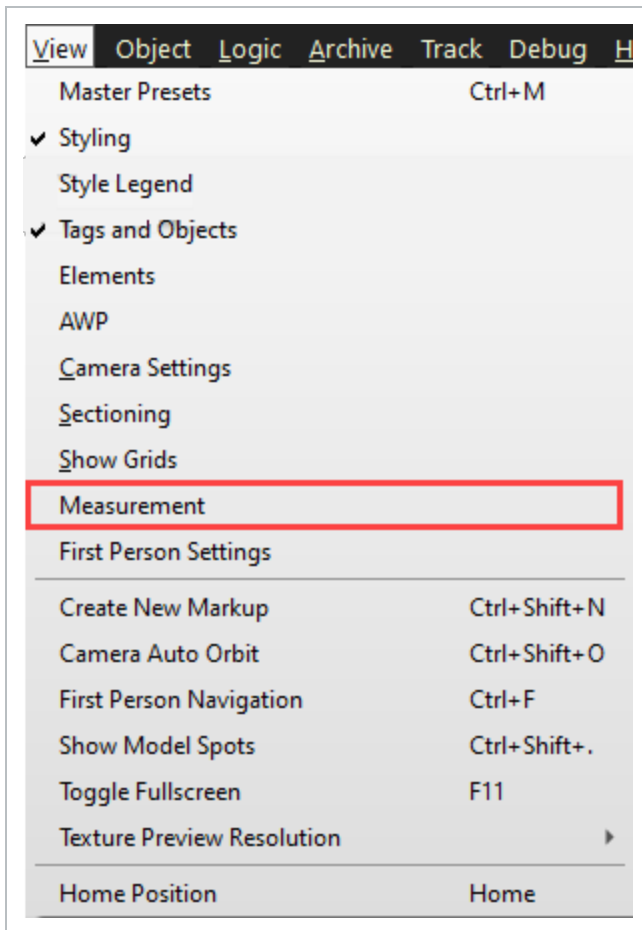 View Object Logic Archive Track Debug H
Master Presets Ctrl+M
Styling
Style Legend
Tags and Objects
Elements
AWP
Camera Settings
Sectioning
Show Grids
Measurement
First Person Settings
Create New Markup Ctrl+Shift+N
Camera Auto Orbit Ctrl+Shift+O
First Person Navigation Ctrl+F
Show Model Spots Ctrl+Shift+.
Toggle Fullscreen F11
Texture Preview Resolution
Home Position Home